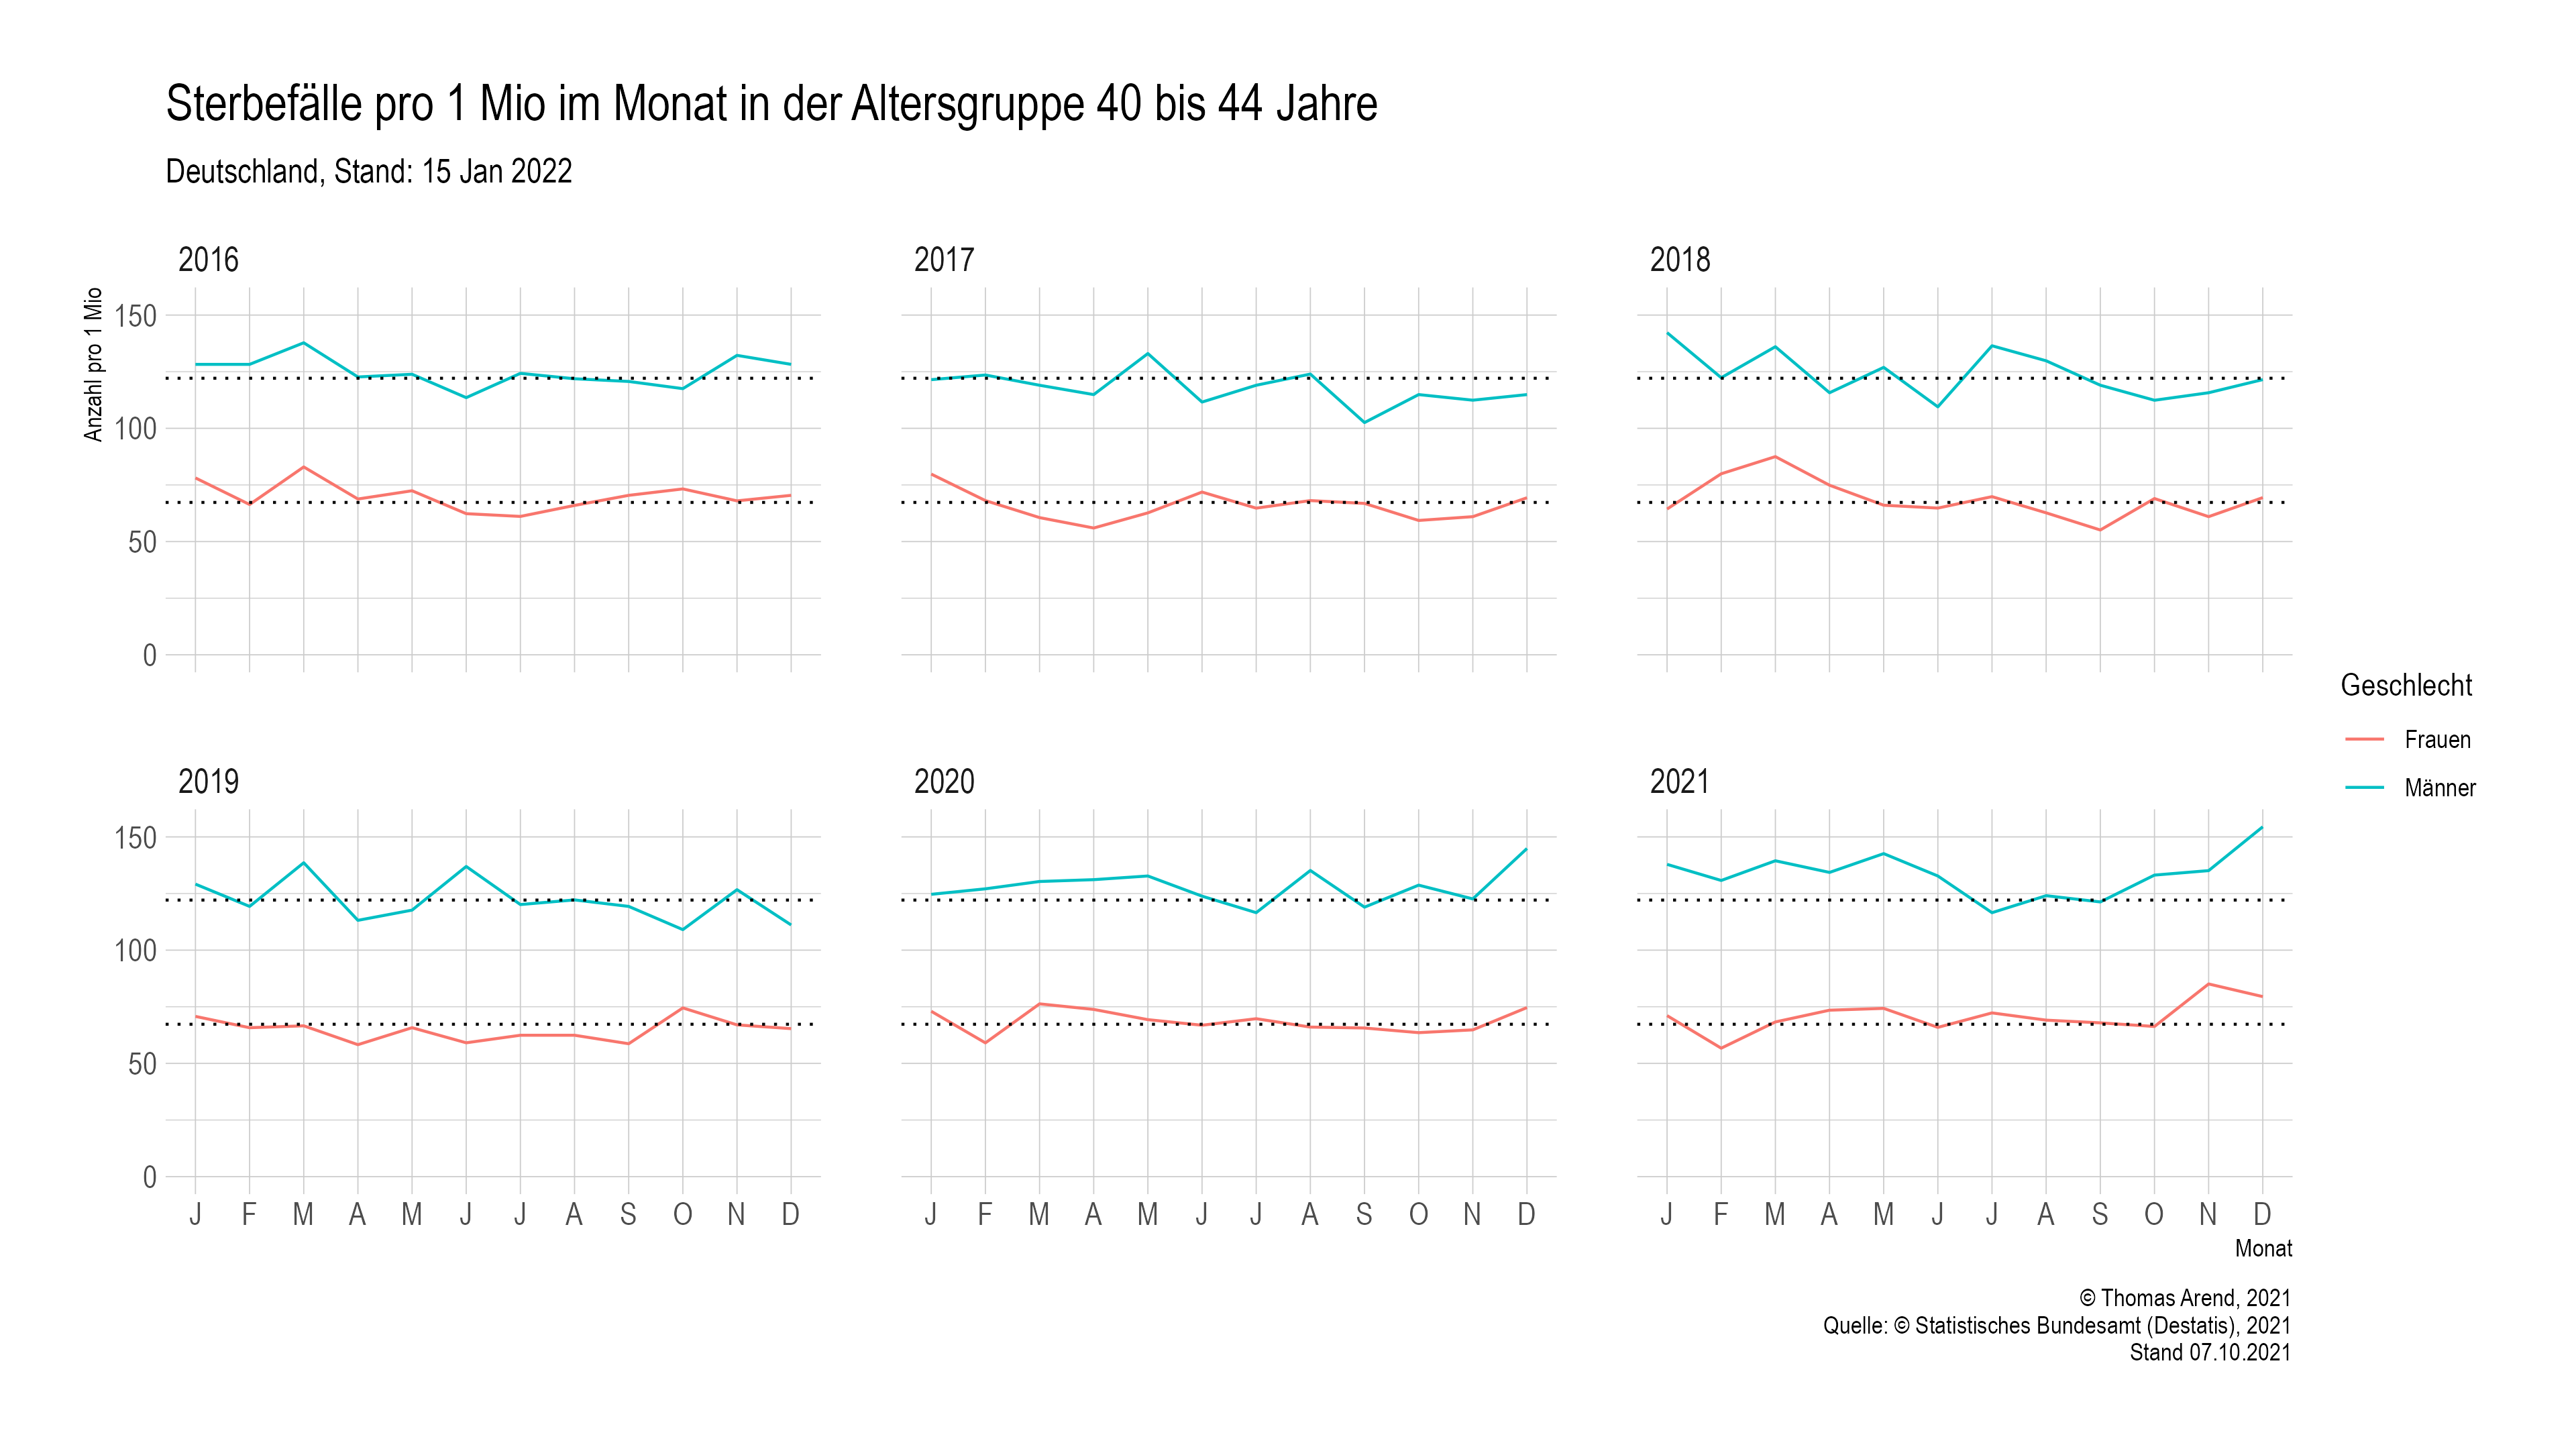 Sterbefälle pro 1 Mio im Monat in der Altersgruppe 40 bis 44 Jahre
Deutschland, Stand: 15 Jan 2022
2016
2017
2018
Anzahl pro 1 Mio
150
100
50
0
Geschlecht
Frauen
Männer
2019
2020
2021
150
100
50
0
J F M A M J J A S O N D
J F M A M J J A S O N D
J F M A M J J A S O N D
Monat
© Thomas Arend, 2021
Quelle: © Statistisches Bundesamt (Destatis), 2021
Stand 07.10.2021